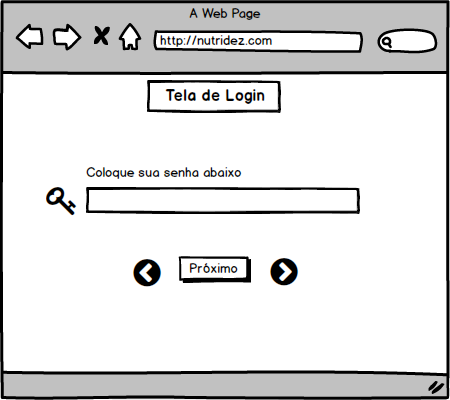 A Web Page
http://nutridez.com
Tela de Login
Coloque sua senha abaixo
Próximo